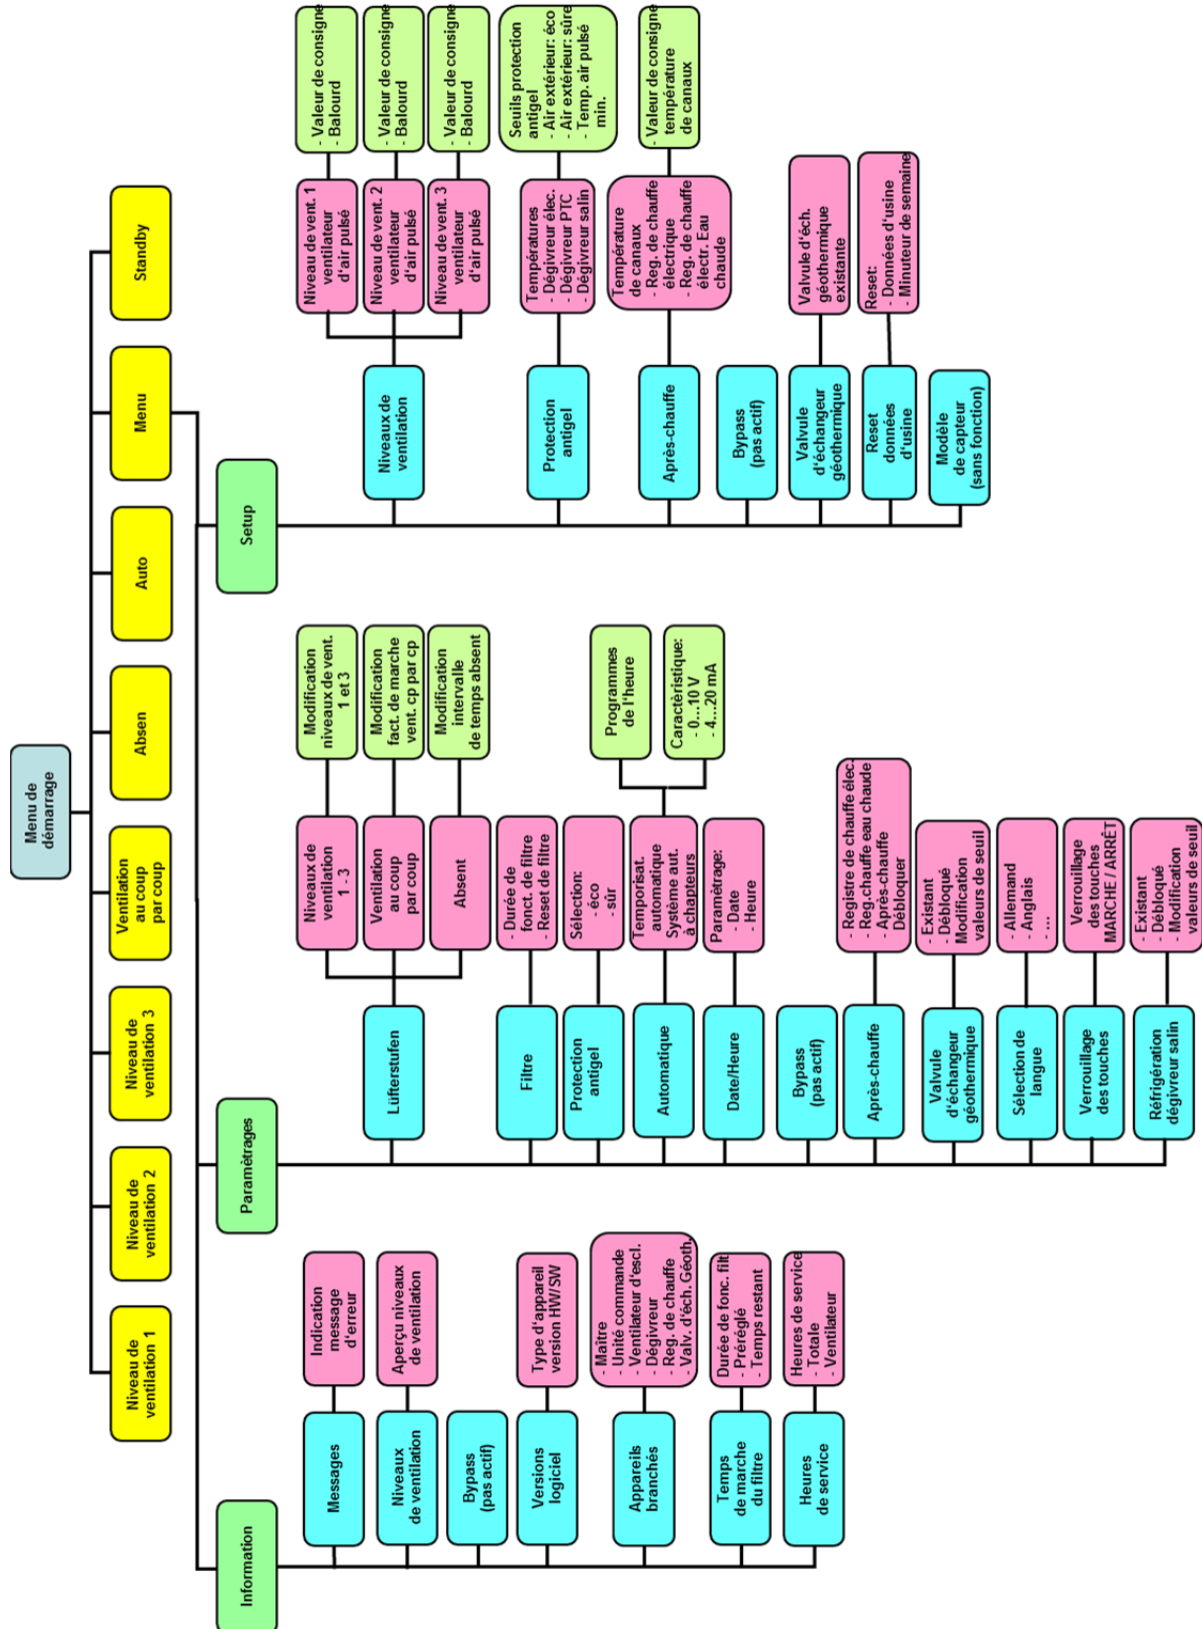 Menu de
démarrage
Niveau de
ventilation 1
Niveau de
ventilation 2
Niveau de
ventilation 3
Ventilation
au coup
par coup
Absen
Auto
Menu
Standby
Information
Messages
Indication
message
d'erreur
Niveaux
de ventilation
Aperçu niveaux
de ventilation
Bypass
(pas actif)
Versions
logiciel
Type d'appareil
version HW/SW
Appareils
branchés
- Maître
- Unité commande
- Ventilateur d'escl.
- Dégivreur
- Reg. de chauffe
- Valv. d'éch. Géoth.
Temps
de marche
du filtre
Durée de fonc. filt
- Préréglé
- Temps restant
Heures
de service
Heures de service
- Totale
- Ventilateur
Paramètrages
Lüfterstufen
Niveaux de
ventilation
1 - 3
Modification
niveaux de vent.
1 et 3
Ventilation
au coup
par coup
Modification
fact. de marche
vent. cp par cp
Absent
Modification
intervalle
de temps absent
Filtre
- Durée de
fonct. de filtre
- Reset de filtre
Protection
antigel
Sélection:
- éco
- sûr
Automatique
Temporisat.
automatique
Système aut.
à chapteurs
Programmes
de l'heure
Caractèristique:
- 0...10 V
- 4...20 mA
Date/Heure
Paramètrage:
- Date
- Heure
Bypass
(pas actif)
Après-chauffe
- Registre de chauffe élec.
- Reg.chauffe eau chaude
- Après-chauffe
Débloquer
Valvule
d'échangeur
géothermique
- Existant
- Débloqué
Modification
valeurs de seuil
Sélection de
langue
- Allemand
- Anglais
- ...
Verrouillage
des touches
Verrouillage
des touches
MARCHE / ARRÊT
Réfrigération
dégivreur salin
- Existant
- Débloqué
- Modification
valeurs de seuil
Setup
Niveaux de
ventilation
Niveau de vent. 1
ventilateur
d'air pulsé
- Valeur de consigne
- Balourd
Niveau de vent. 2
ventilateur
d'air pulsé
- Valeur de consigne
- Balourd
Niveau de vent. 3
ventilateur
d'air pulsé
- Valeur de consigne
- Balourd
Protection
antigel
Températures
- Dégivreur élec.
- Dégivreur PTC
- Dégivreur salin
Seuils protection
antigel
- Air extérieur: éco
- Air extérieur: sûre
- Temp. air pulsé
min.
Après-chauffe
Température
de canaux
- Reg. de chauffe
électrique
- Reg. de chauffe
électr. Eau
chaude
- Valeur de consigne
température
de canaux
Bypass
(pas actif)
Valvule
d'échangeur
géothermique
Valvule d'éch.
géothermique
existante
Reset
données
d'usine
Reset:
- Données d'usine
- Minuteur de semaine
Modèle
de capteur
(sans fonction)